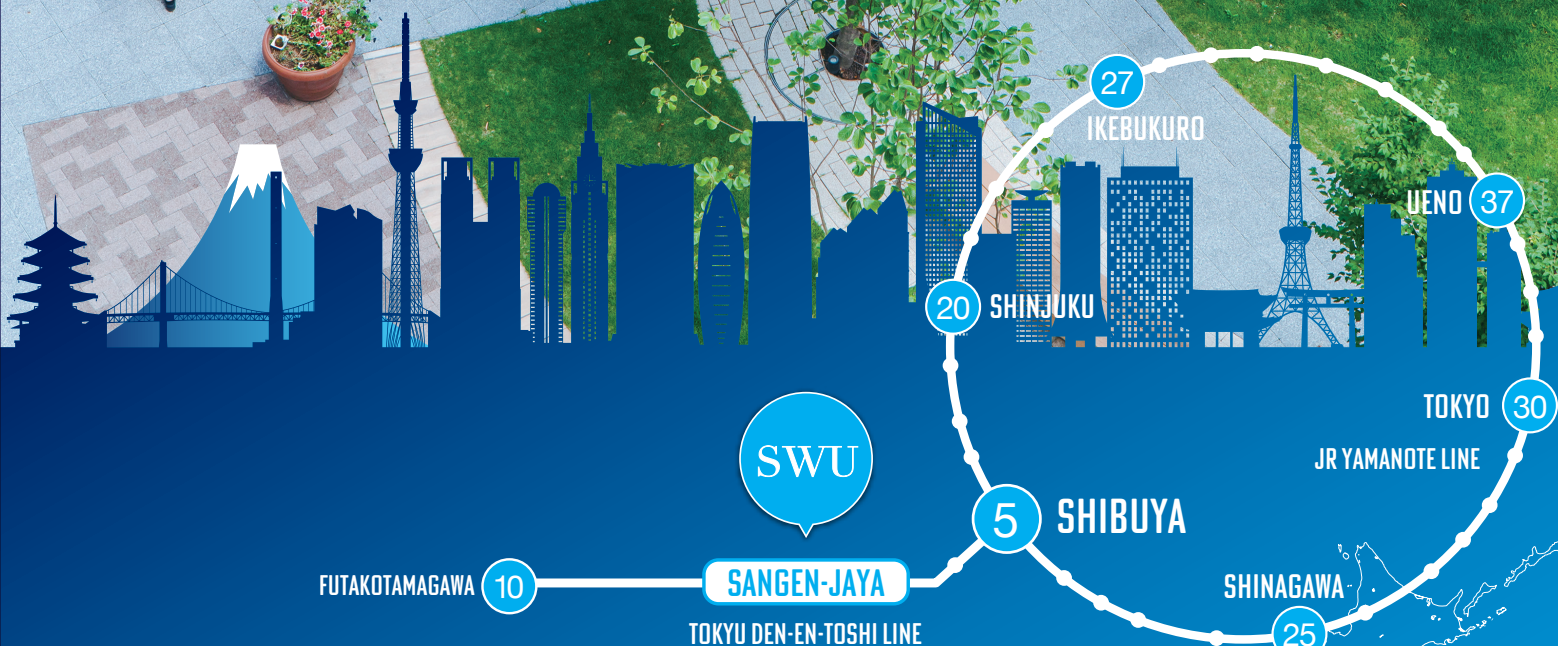 27
IKEBUKURO
UENO 37
20 SHINJUKU
TOKYO 30
JR YAMANOTE LINE
SWU
5 SHIBUYA
FUTAKOTAMAGAWA 10
SANGEN-JAYA
SHINAGAWA
25
TOKYU DEN-EN-TOSHI LINE